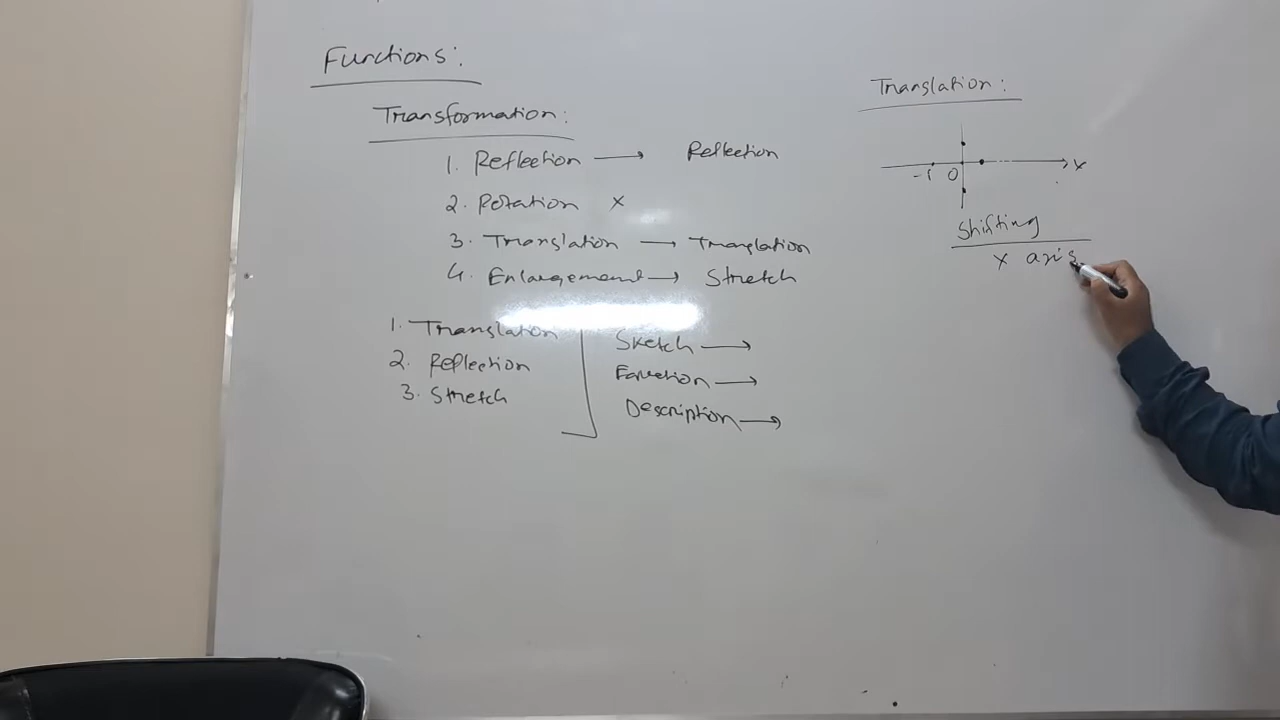 Functions:
Transformation:
1. Reflection → Reflection
2. Rotation ×
3. Translation → Translation
4. Enlargement → Stretch
1. Translation
2. Reflection
3. Stretch
Sketch →
Equation →
Description →
Translation:
-1 0 x
Shifting
x axis